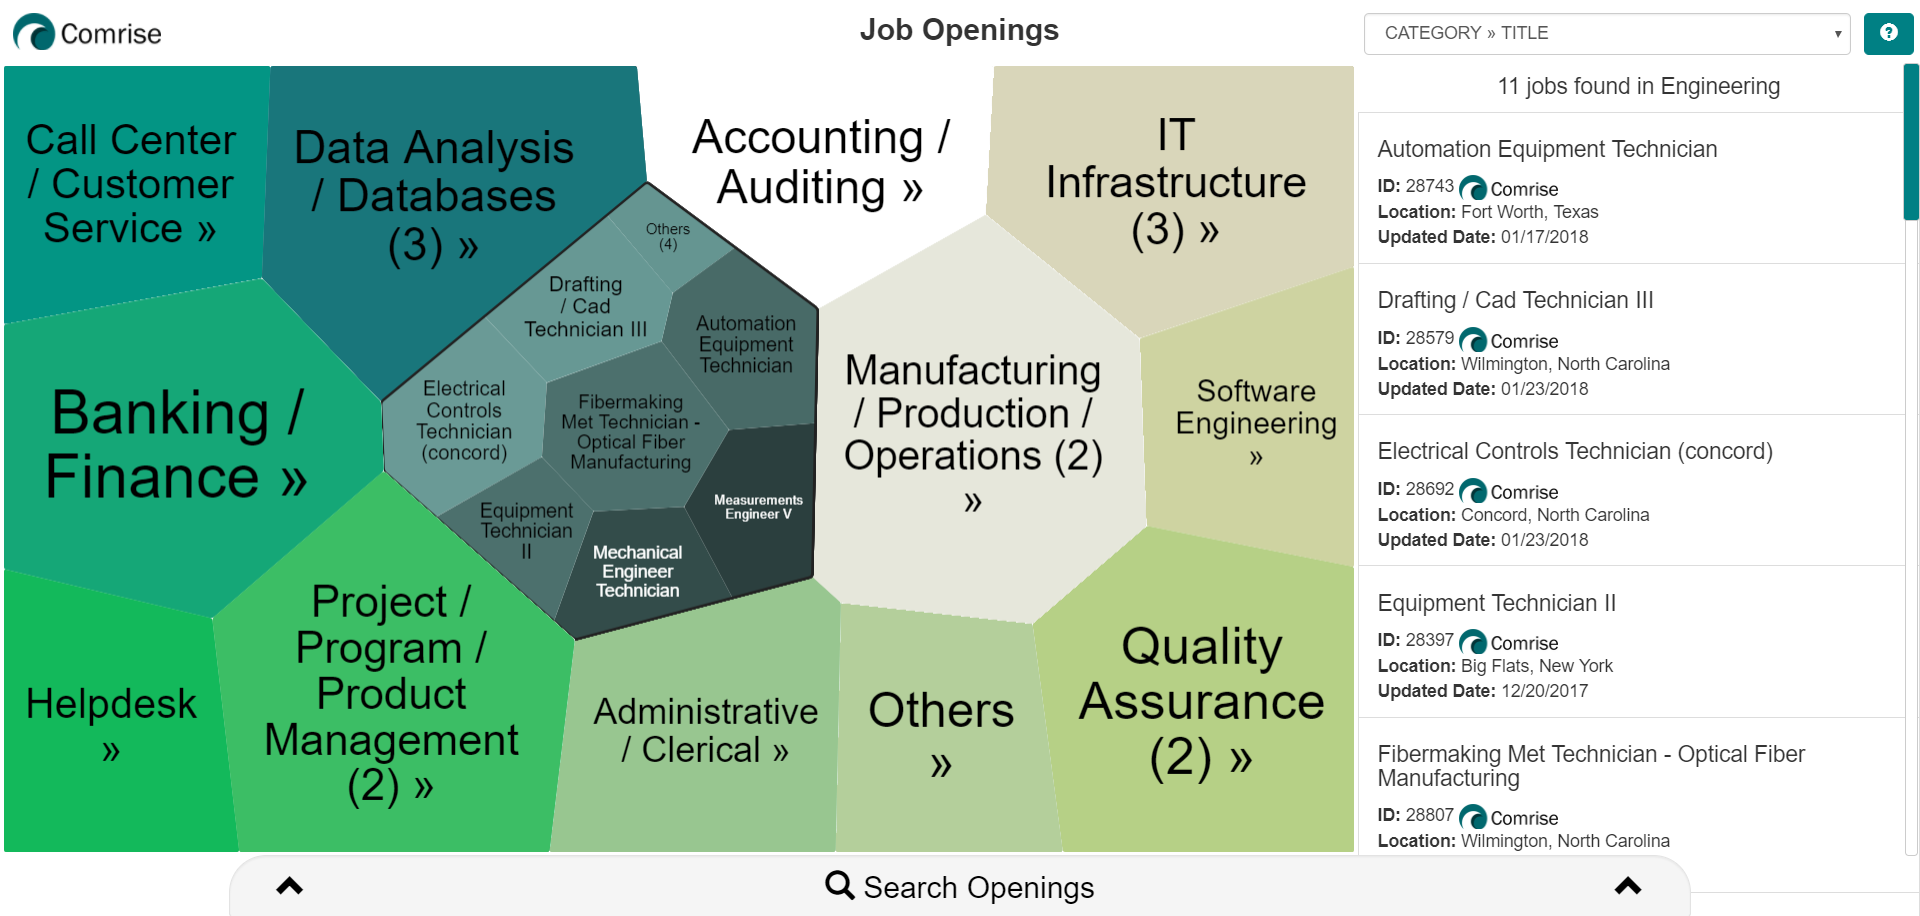 Comrise
Job Openings
CATEGORY » TITLE
Call Center
/ Customer
Service »
Data Analysis
/ Databases
(3) »
Accounting /
Auditing »
IT
Infrastructure
(3) »
Others
(4)
Drafting
/ Cad
Technician III
Automation
Equipment
Technician
Electrical
Controls
Technician
(concord)
Fibermaking
Met Technician -
Optical Fiber
Manufacturing
Equipment
Technician
II
Measurements
Engineer V
Mechanical
Engineer
Technician
Banking /
Finance »
Manufacturing
/ Production /
Operations (2)
»
Software
Engineering
»
Helpdesk
»
Project /
Program /
Product
Management
(2) »
Administrative
/ Clerical »
Others
»
Quality
Assurance
(2) »
11 jobs found in Engineering
Automation Equipment Technician
ID: 28743 Comrise
Location: Fort Worth, Texas
Updated Date: 01/17/2018
Drafting / Cad Technician III
ID: 28579 Comrise
Location: Wilmington, North Carolina
Updated Date: 01/23/2018
Electrical Controls Technician (concord)
ID: 28692 Comrise
Location: Concord, North Carolina
Updated Date: 01/23/2018
Equipment Technician II
ID: 28397 Comrise
Location: Big Flats, New York
Updated Date: 12/20/2017
Fibermaking Met Technician - Optical Fiber
Manufacturing
ID: 28807 Comrise
Location: Wilmington, North Carolina
Search Openings